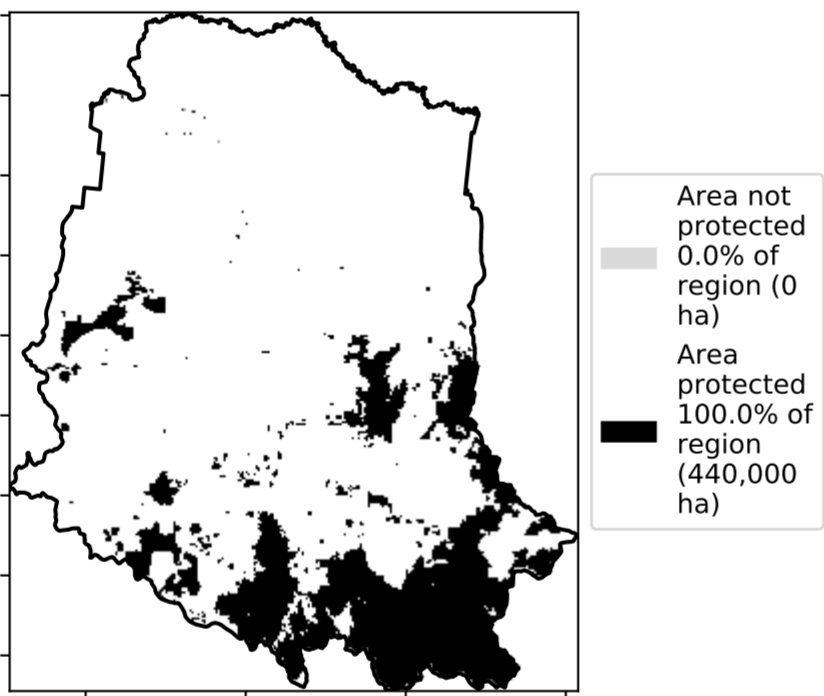 Area not
protected
0.0% of
region (0
ha)
Area
protected
100.0% of
region
(440,000
ha)